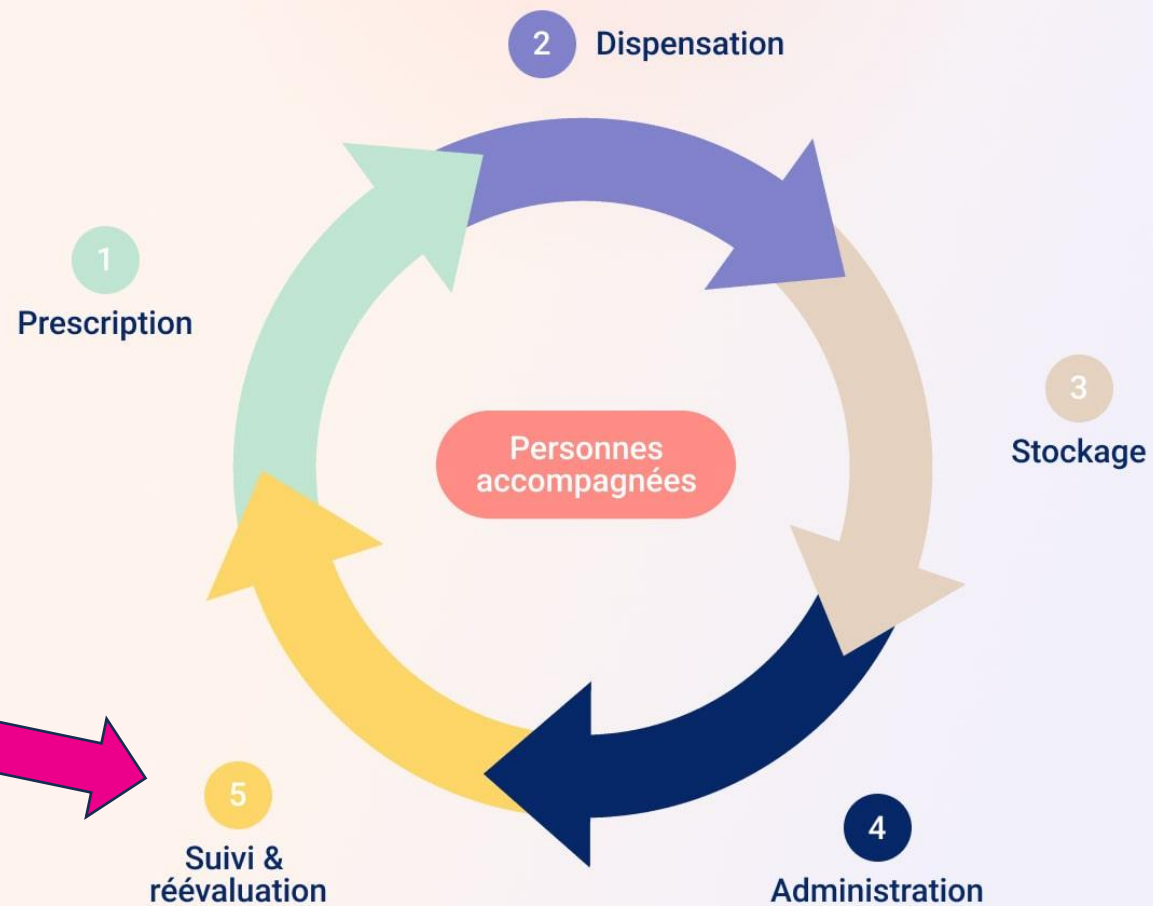 1
Prescription
2
Dispensation
3
Stockage
4
Administration
5
Suivi &
réévaluation
Personnes
accompagnées